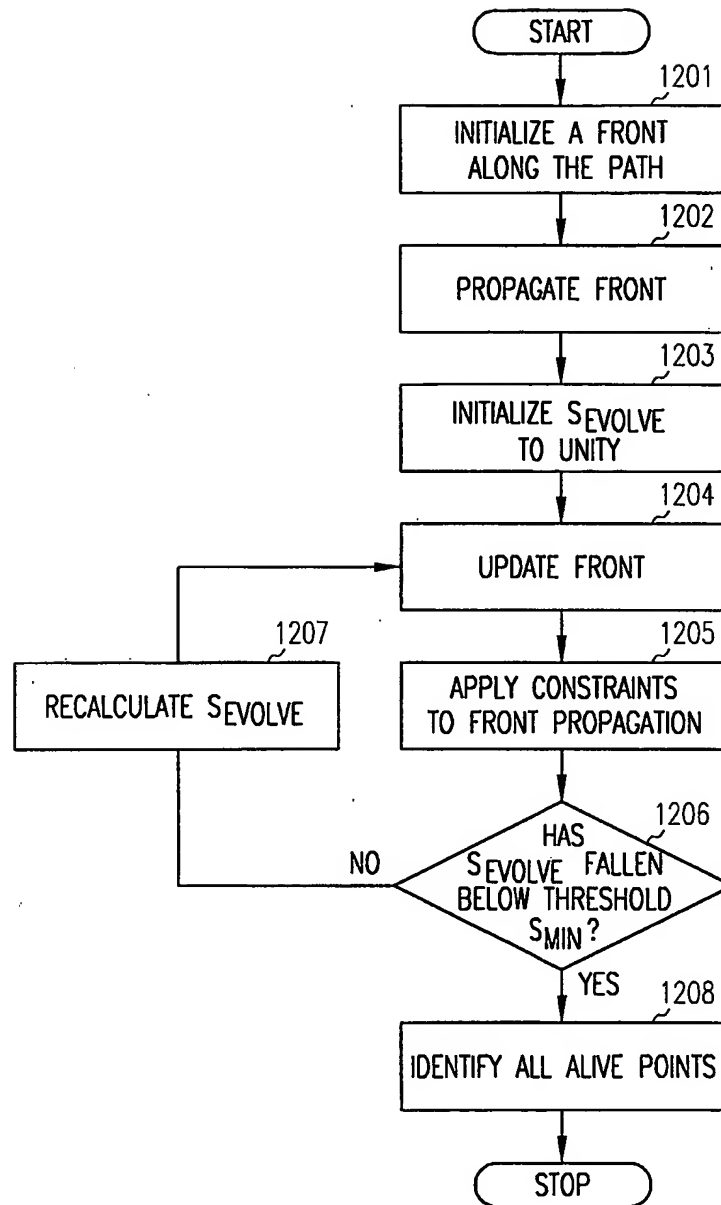 START
1201
INITIALIZE A FRONT
ALONG THE PATH
1202
PROPAGATE FRONT
1203
INITIALIZE SEVOLVE
TO UNITY
1204
UPDATE FRONT
1207
RECALCULATE SEVOLVE
1205
APPLY CONSTRAINTS
TO FRONT PROPAGATION
1206
HAS
SEVOLVE FALLEN
BELOW THRESHOLD
SMIN?
NO
YES
1208
IDENTIFY ALL ALIVE POINTS
STOP